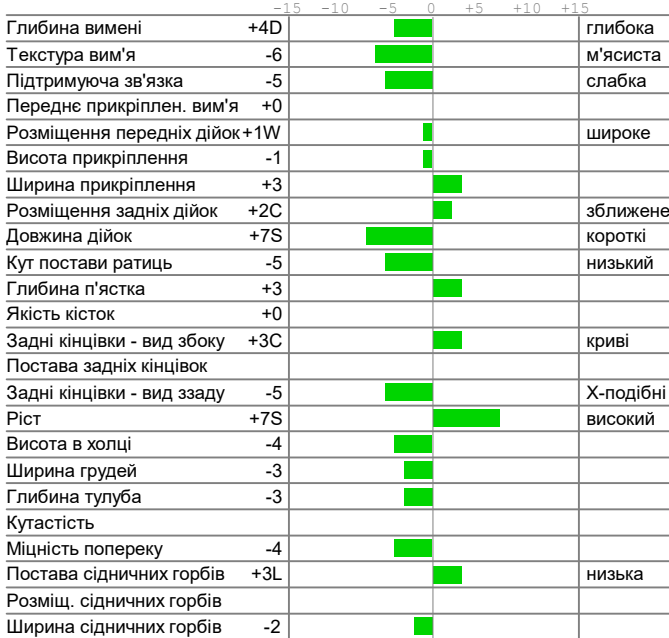 -15 -10 -5 0 +5 +10 +15
Глибина вимені +4D глибока
Текстура вим'я -6 м'ясиста
Підтримуюча зв'язка -5 слабка
Переднє прикріплен. вим'я +0
Розміщення передніх дійок +1W широке
Висота прикріплення -1
Ширина прикріплення +3
Розміщення задніх дійок +2C зближене
Довжина дійок +7S короткі
Кут постави ратиць -5 низький
Глибина п'ястка +3
Якість кісток +0
Задні кінцівки - вид збоку +3C криві
Постава задніх кінцівок
Задні кінцівки - вид ззаду -5 Х-подібні
Ріст +7S високий
Висота в холці -4
Ширина грудей -3
Глибина тулуба -3
Кутастість
Міцність попереку -4
Постава сідничних горбів +3L низька
Розміщ. сідничних горбів
Ширина сідничних горбів -2